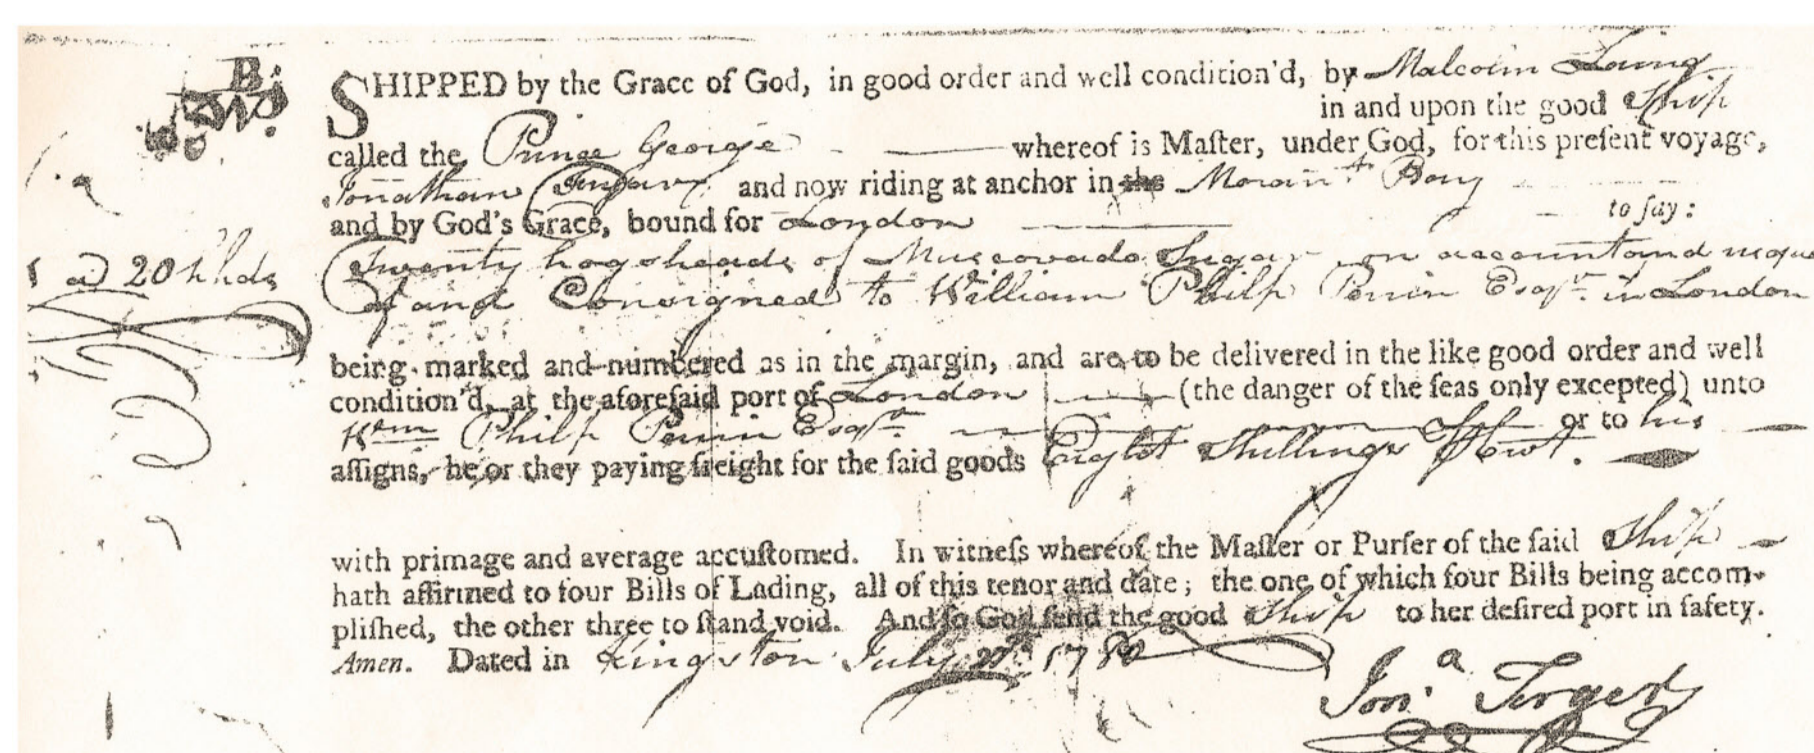 B:
SHIPPED by the Grace of God, in good order and well condition'd, by Malcolm Laing
in and upon the good Ship
called the Prince George whereof is Maſter, under God, for this preſent voyage,
Jonathan and now riding at anchor in the Morant Bay
to ſay:
and by God's Grace, bound for London
20 hhds Twenty hogsheads of Muscovado Sugar on account and
and Consigned to William Philp Perrin Esqr. in London
being marked and numbered as in the margin, and are to be delivered in the like good order and well
condition'd, at the aforeſaid port of London (the danger of the ſeas only excepted) unto
Wm Philp Perrin Esqr. or to his
aſſigns, he or they paying freight for the ſaid goods Eight Shillings
with primage and average accuſtomed. In witneſs whereof the Maſter or Purſer of the ſaid Ship
hath affirmed to four Bills of Lading, all of this tenor and date; the one of which four Bills being accom-
pliſhed, the other three to ſtand void. And ſo God ſend the good Ship to her deſired port in ſafety.
Amen. Dated in Kingston July 1780
Jona.